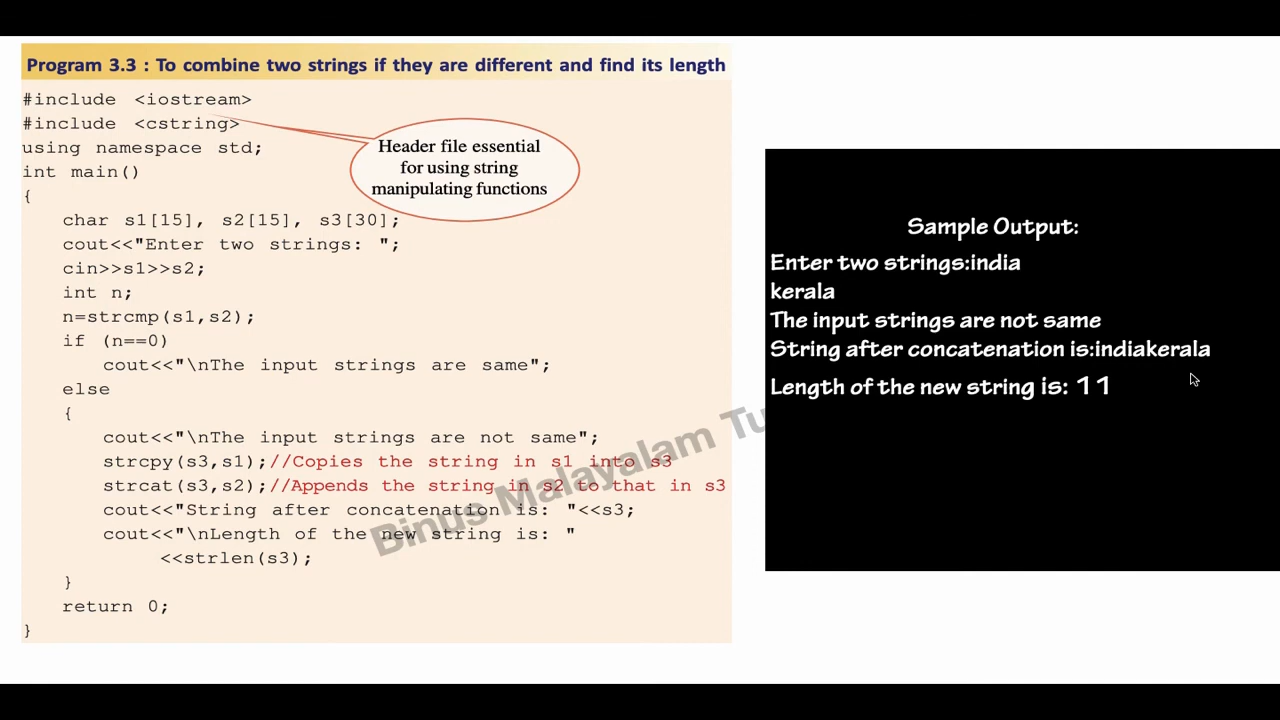 Program 3.3 : To combine two strings if they are different and find its length
#include <iostream>
#include <cstring>
using namespace std;
int main()
{
char s1[15], s2[15], s3[30];
cout<<"Enter two strings: ";
cin>>s1>>s2;
int n;
n=strcmp(s1,s2);
if (n==0)
cout<<"\nThe input strings are same";
else
{
cout<<"\nThe input strings are not same";
strcpy(s3,s1);//Copies the string in s1 into s3
strcat(s3,s2);//Appends the string in s2 to that in s3
cout<<"String after concatenation is: "<<s3;
cout<<"\nLength of the new string is: "
<<strlen(s3);
}
return 0;
}
Header file essential
for using string
manipulating functions
Binus Malayalam Tu
Sample Output:
Enter two strings:india
kerala
The input strings are not same
String after concatenation is:indiakerala
Length of the new string is: 11